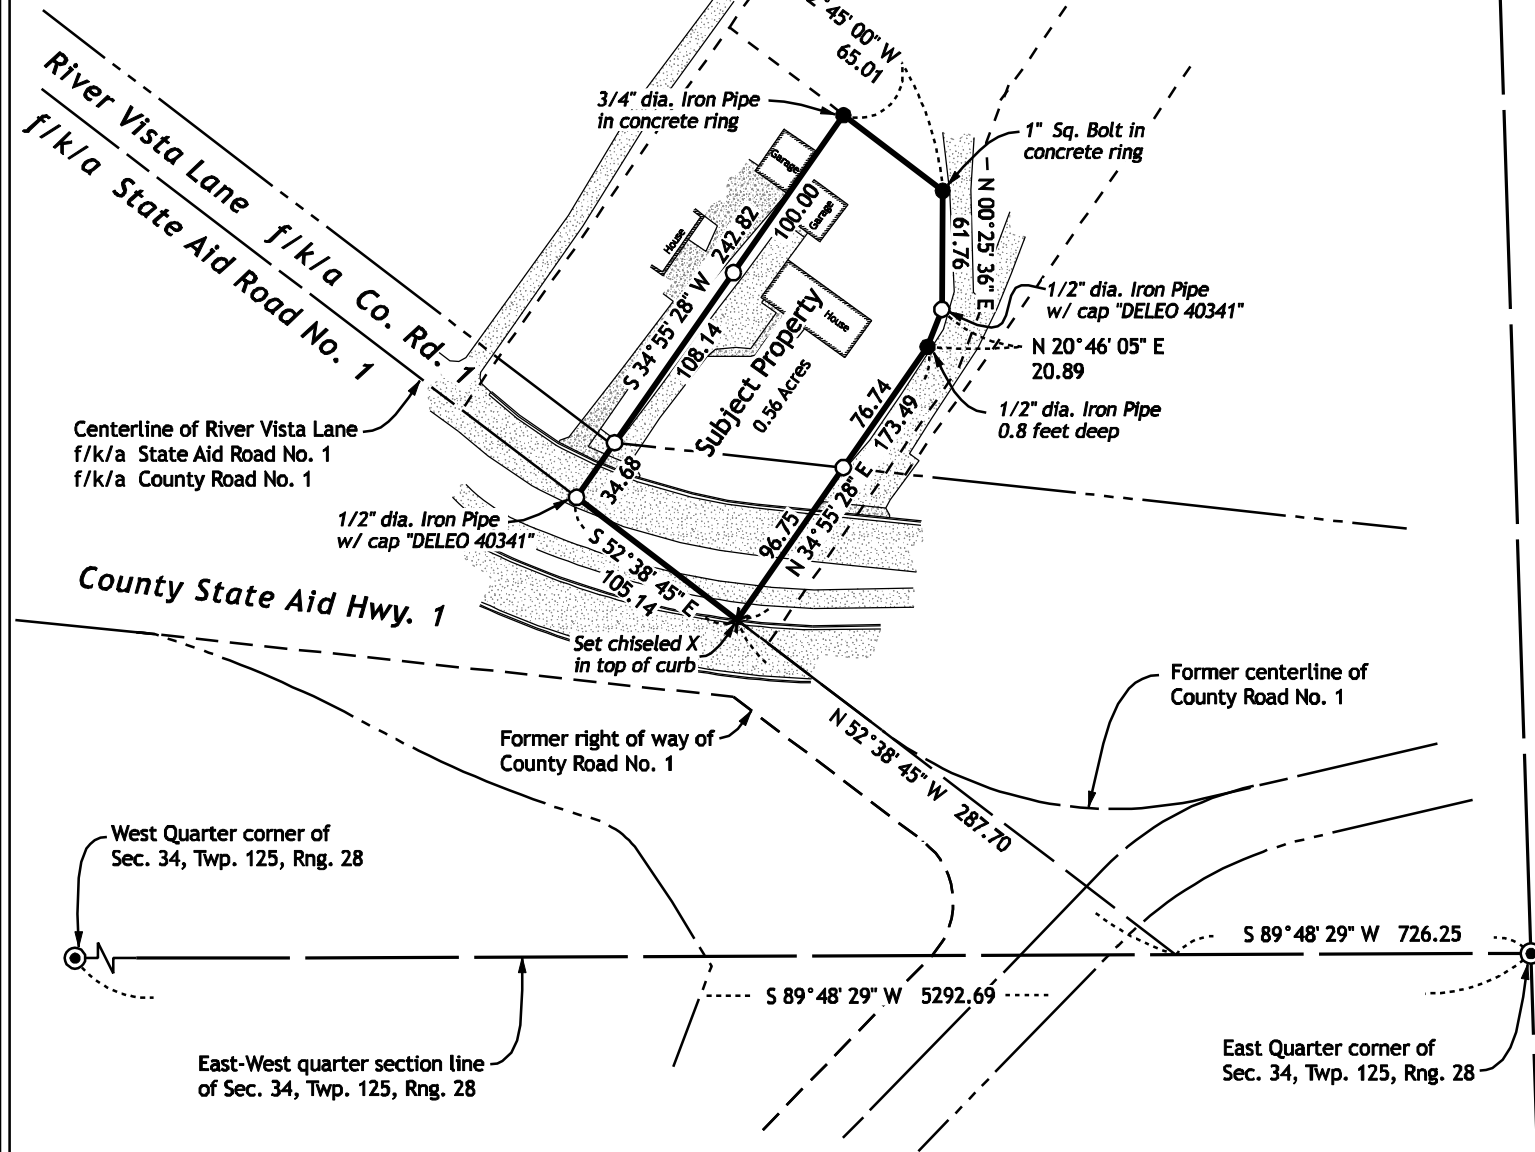 45' 00" W
65.01
3/4" dia. Iron Pipe
in concrete ring
1" Sq. Bolt in
concrete ring
River Vista Lane f/k/a Co. Rd. 1
f/k/a State Aid Road No. 1
Garage
Garage
House
House
100.00
242.82
S 34°55' 28" W
108.14
Subject Property
0.56 Acres
N 00°25' 36" E
61.76
1/2" dia. Iron Pipe
w/ cap "DELEO 40341"
N 20°46' 05" E
20.89
1/2" dia. Iron Pipe
0.8 feet deep
76.74
173.49
N 34°55' 28" E
96.75
34.68
Centerline of River Vista Lane
f/k/a State Aid Road No. 1
f/k/a County Road No. 1
1/2" dia. Iron Pipe
w/ cap "DELEO 40341"
S 52°38' 45" E
105.14
County State Aid Hwy. 1
Set chiseled X
in top of curb
Former centerline of
County Road No. 1
Former right of way of
County Road No. 1
N 52°38' 45" W 287.70
West Quarter corner of
Sec. 34, Twp. 125, Rng. 28
S 89°48' 29" W 726.25
S 89°48' 29" W 5292.69
East-West quarter section line
of Sec. 34, Twp. 125, Rng. 28
East Quarter corner of
Sec. 34, Twp. 125, Rng. 28